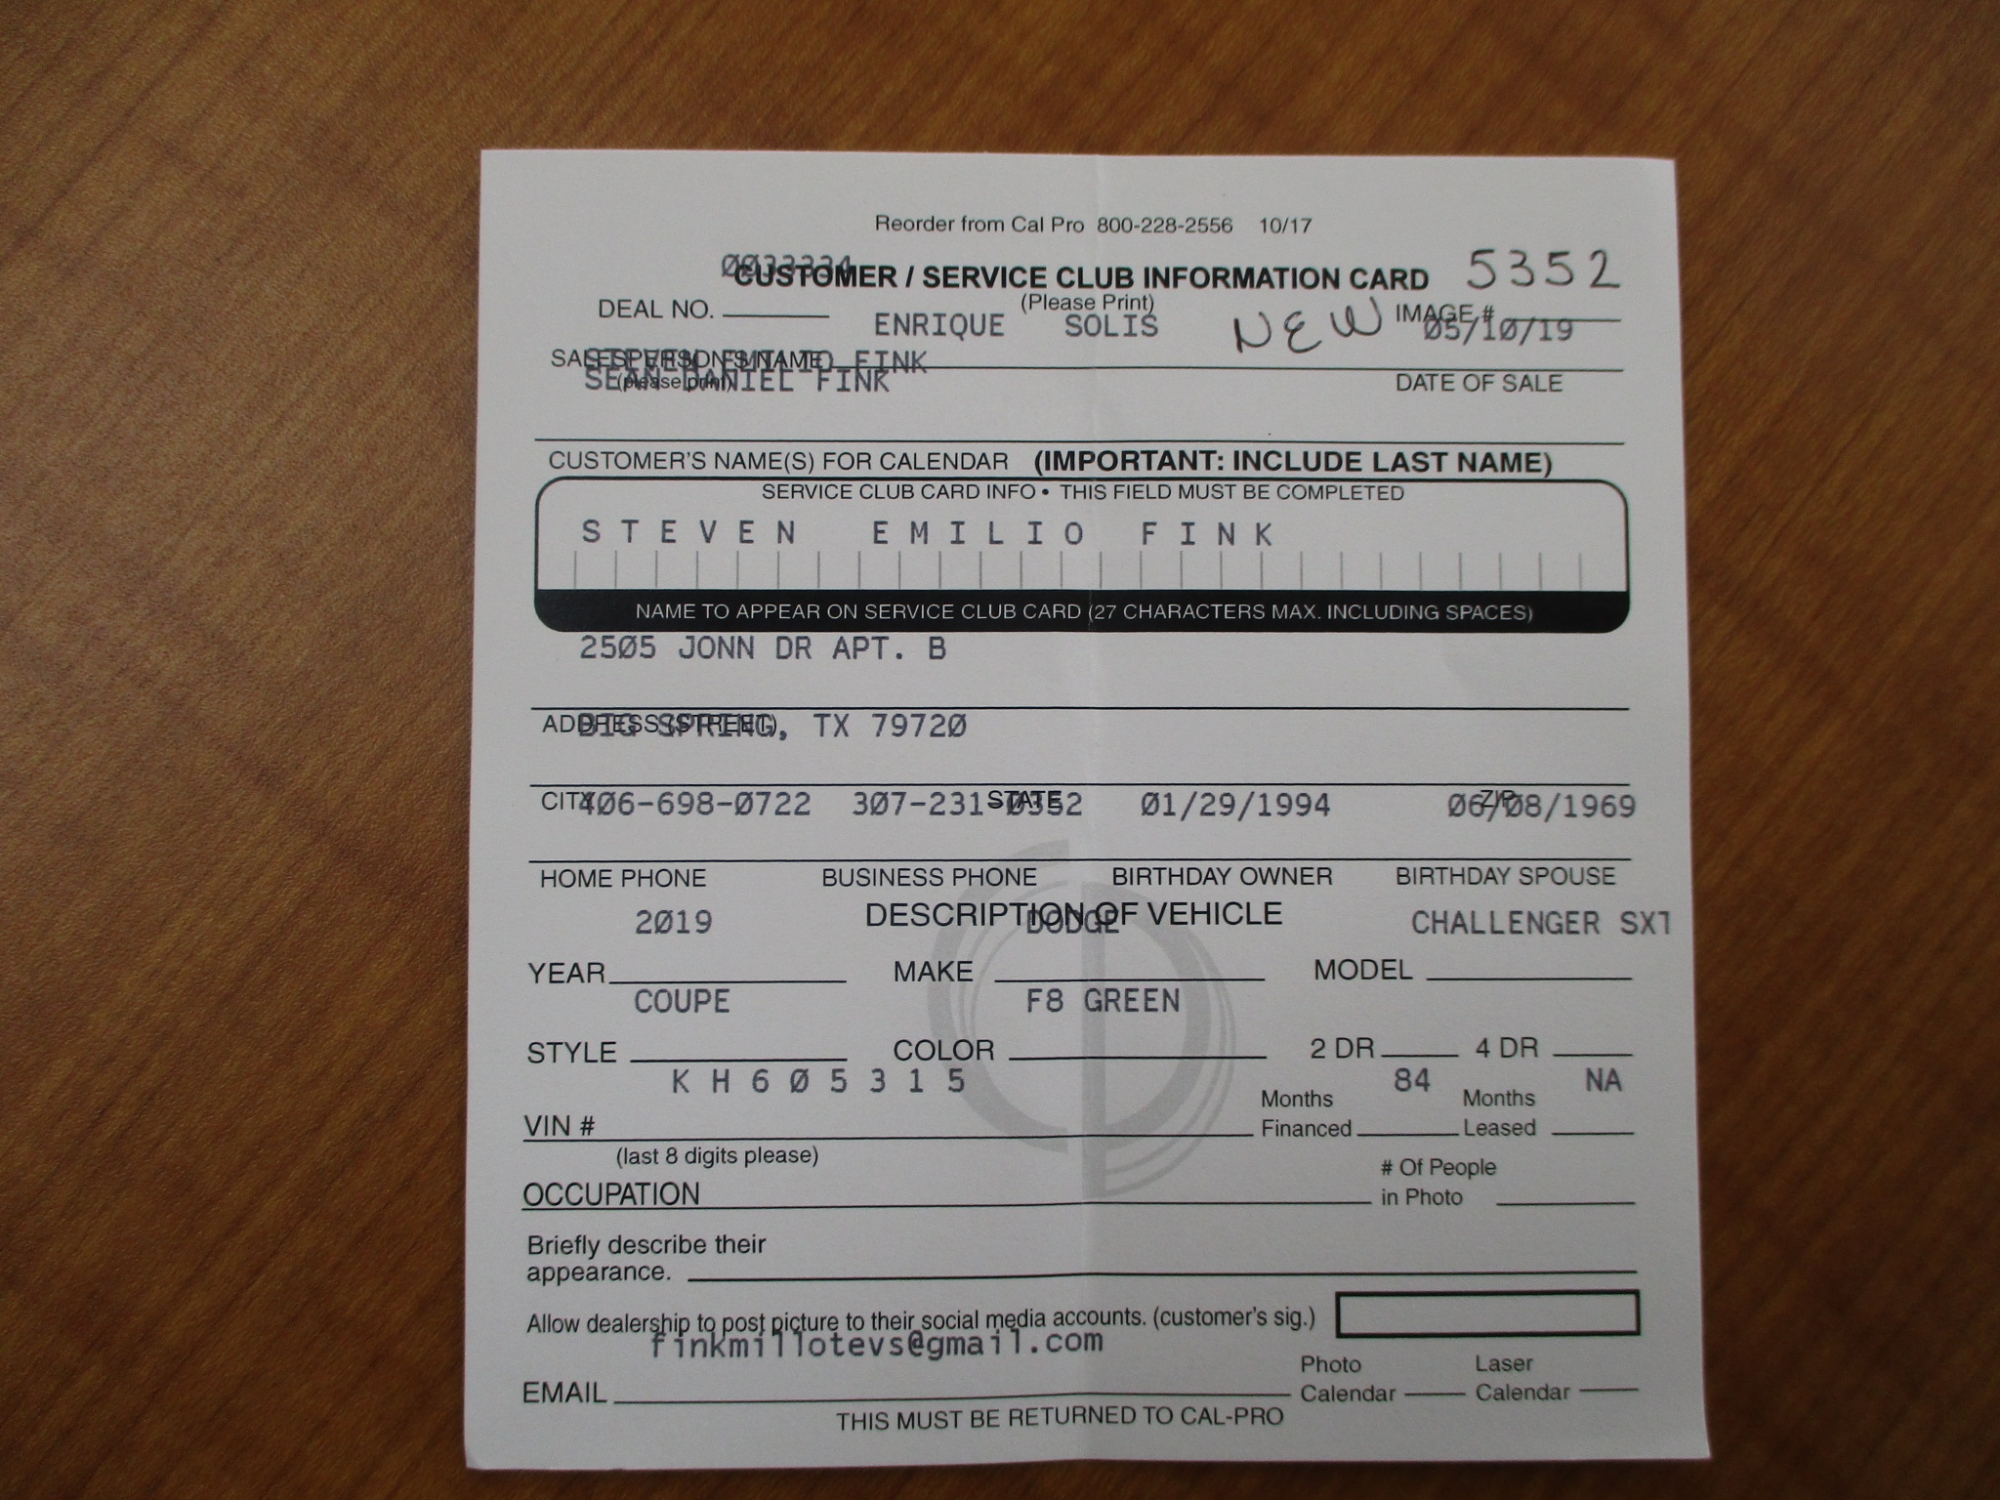 Reorder from Cal Pro 800-228-2556 10/17
CUSTOMER / SERVICE CLUB INFORMATION CARD 5352
(Please Print)
DEAL NO. ENRIQUE SOLIS NEW IMAGE #
05/10/19
SALESPERSON'S NAME STEVEN EMILIO FINK
(please print) SEAN DANIEL FINK DATE OF SALE
CUSTOMER'S NAME(S) FOR CALENDAR (IMPORTANT: INCLUDE LAST NAME)
SERVICE CLUB CARD INFO • THIS FIELD MUST BE COMPLETED
STEVEN EMILIO FINK
NAME TO APPEAR ON SERVICE CLUB CARD (27 CHARACTERS MAX. INCLUDING SPACES)
2505 JONN DR APT. B
ADDRESS (STREET) BIG SPRING, TX 79720
CITY STATE ZIP
406-698-0722 307-231-0352 01/29/1994 06/08/1969
HOME PHONE BUSINESS PHONE BIRTHDAY OWNER BIRTHDAY SPOUSE
DESCRIPTION OF VEHICLE
2019 DODGE CHALLENGER SXT
YEAR MAKE MODEL
COUPE F8 GREEN
STYLE COLOR 2 DR 4 DR
KH605315 84 NA
VIN # Months Financed Months Leased
(last 8 digits please)
OCCUPATION # Of People in Photo
Briefly describe their
appearance.
Allow dealership to post picture to their social media accounts. (customer's sig.)
finkmillotevs@gmail.com
EMAIL Photo Calendar Laser Calendar
THIS MUST BE RETURNED TO CAL-PRO